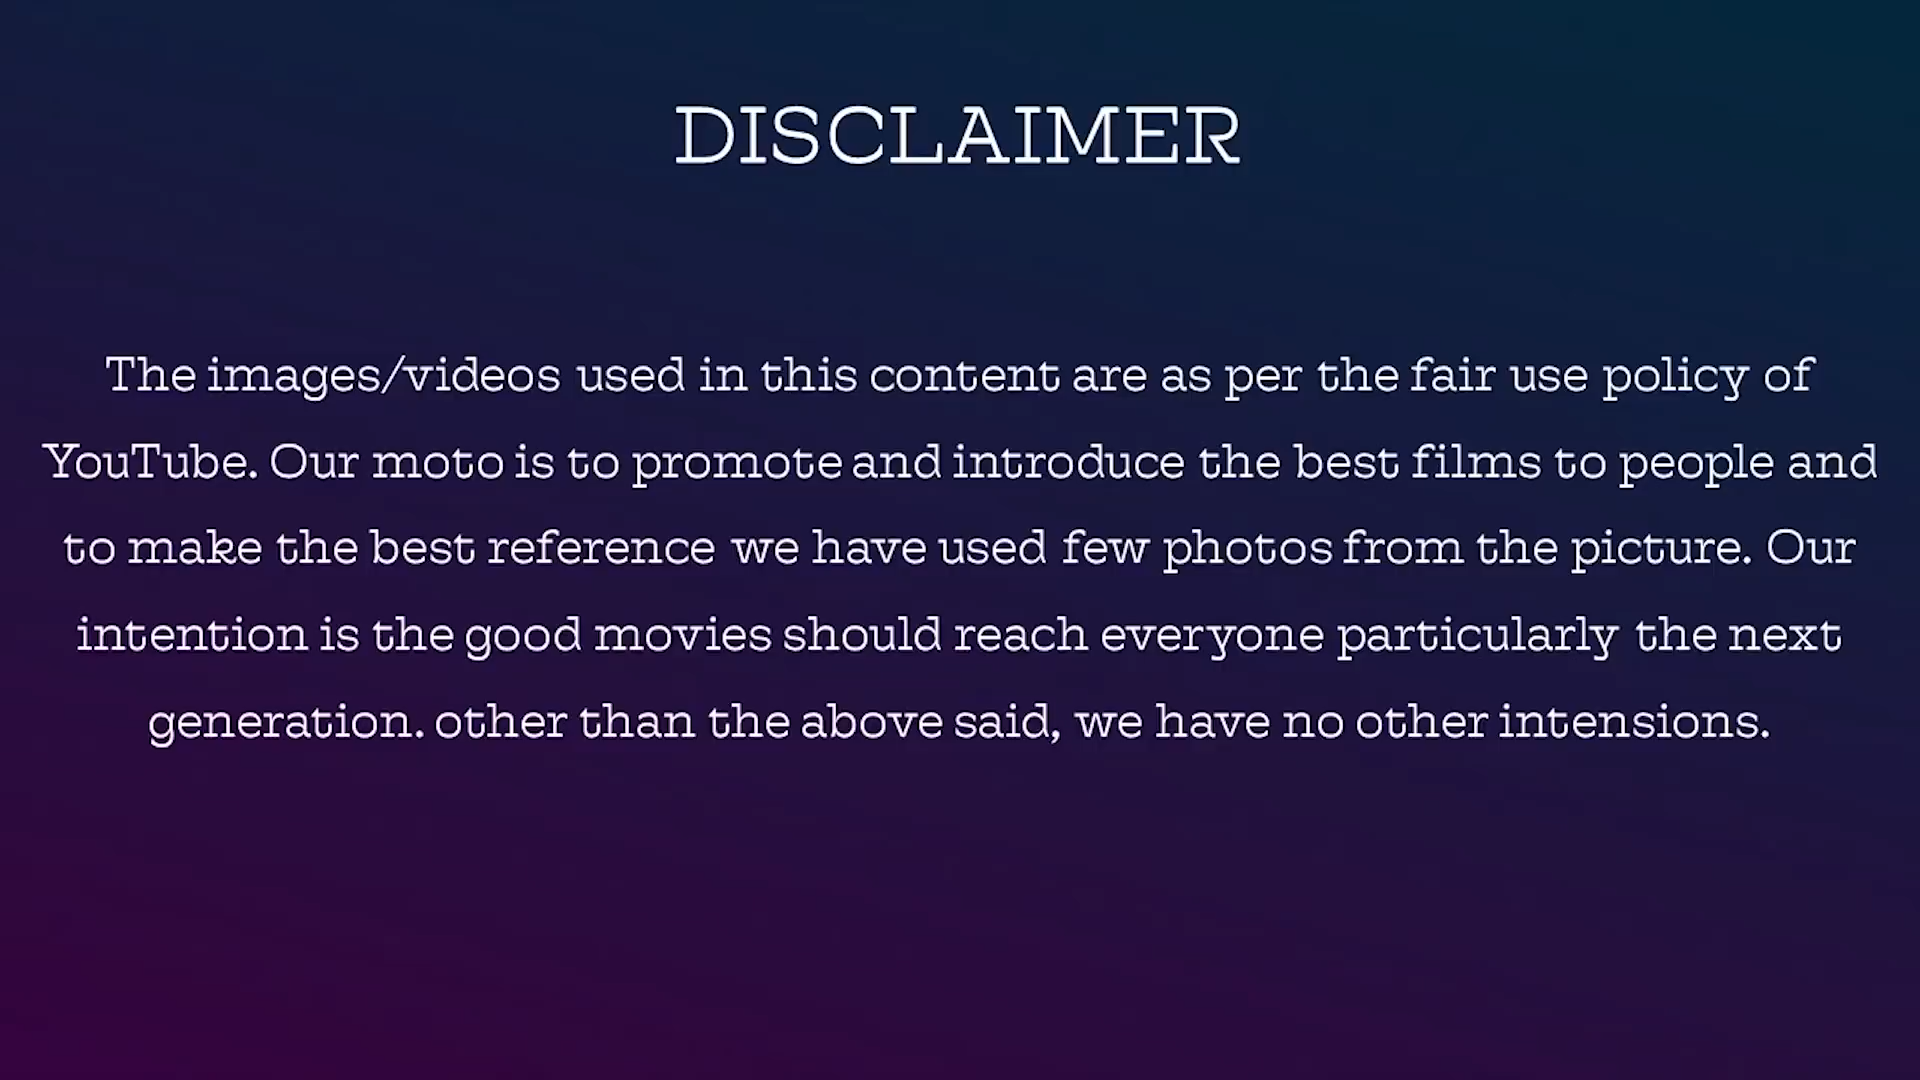 DISCLAIMER
The images/videos used in this content are as per the fair use policy of
YouTube. Our moto is to promote and introduce the best films to people and
to make the best reference we have used few photos from the picture. Our
intention is the good movies should reach everyone particularly the next
generation. other than the above said, we have no other intensions.